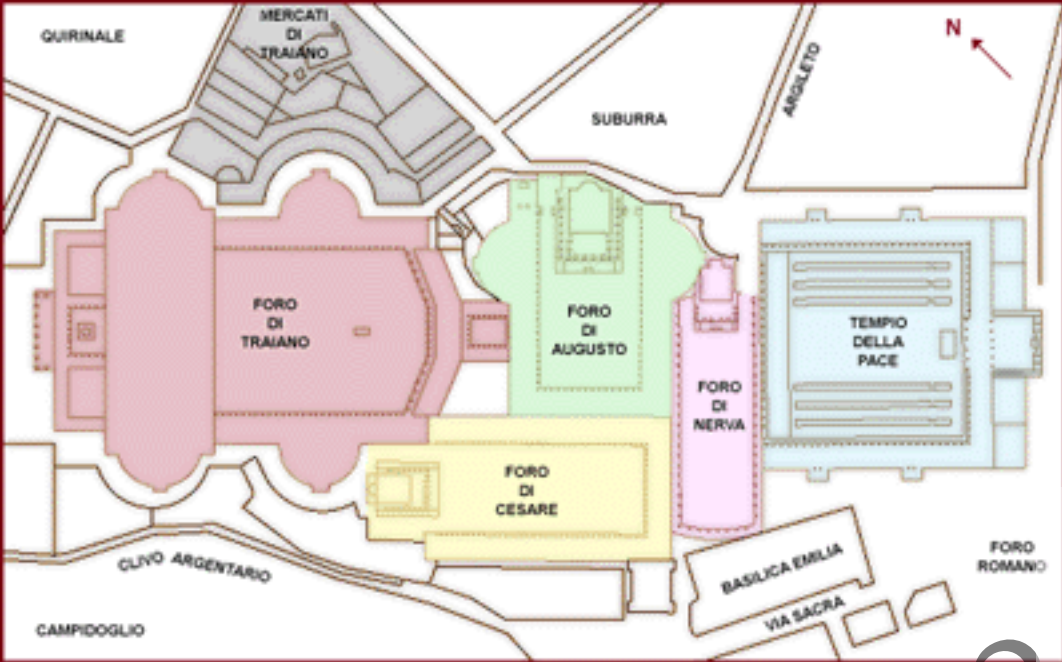 MERCATI
DI
TRAIANO
QUIRINALE
N
ARGILETO
SUBURRA
FORO
DI
TRAIANO
FORO
DI
AUGUSTO
TEMPIO
DELLA
PACE
FORO
DI
NERVA
FORO
DI
CESARE
CLIVO ARGENTARIO
BASILICA EMILIA
FORO
ROMANO
VIA SACRA
CAMPIDOGLIO